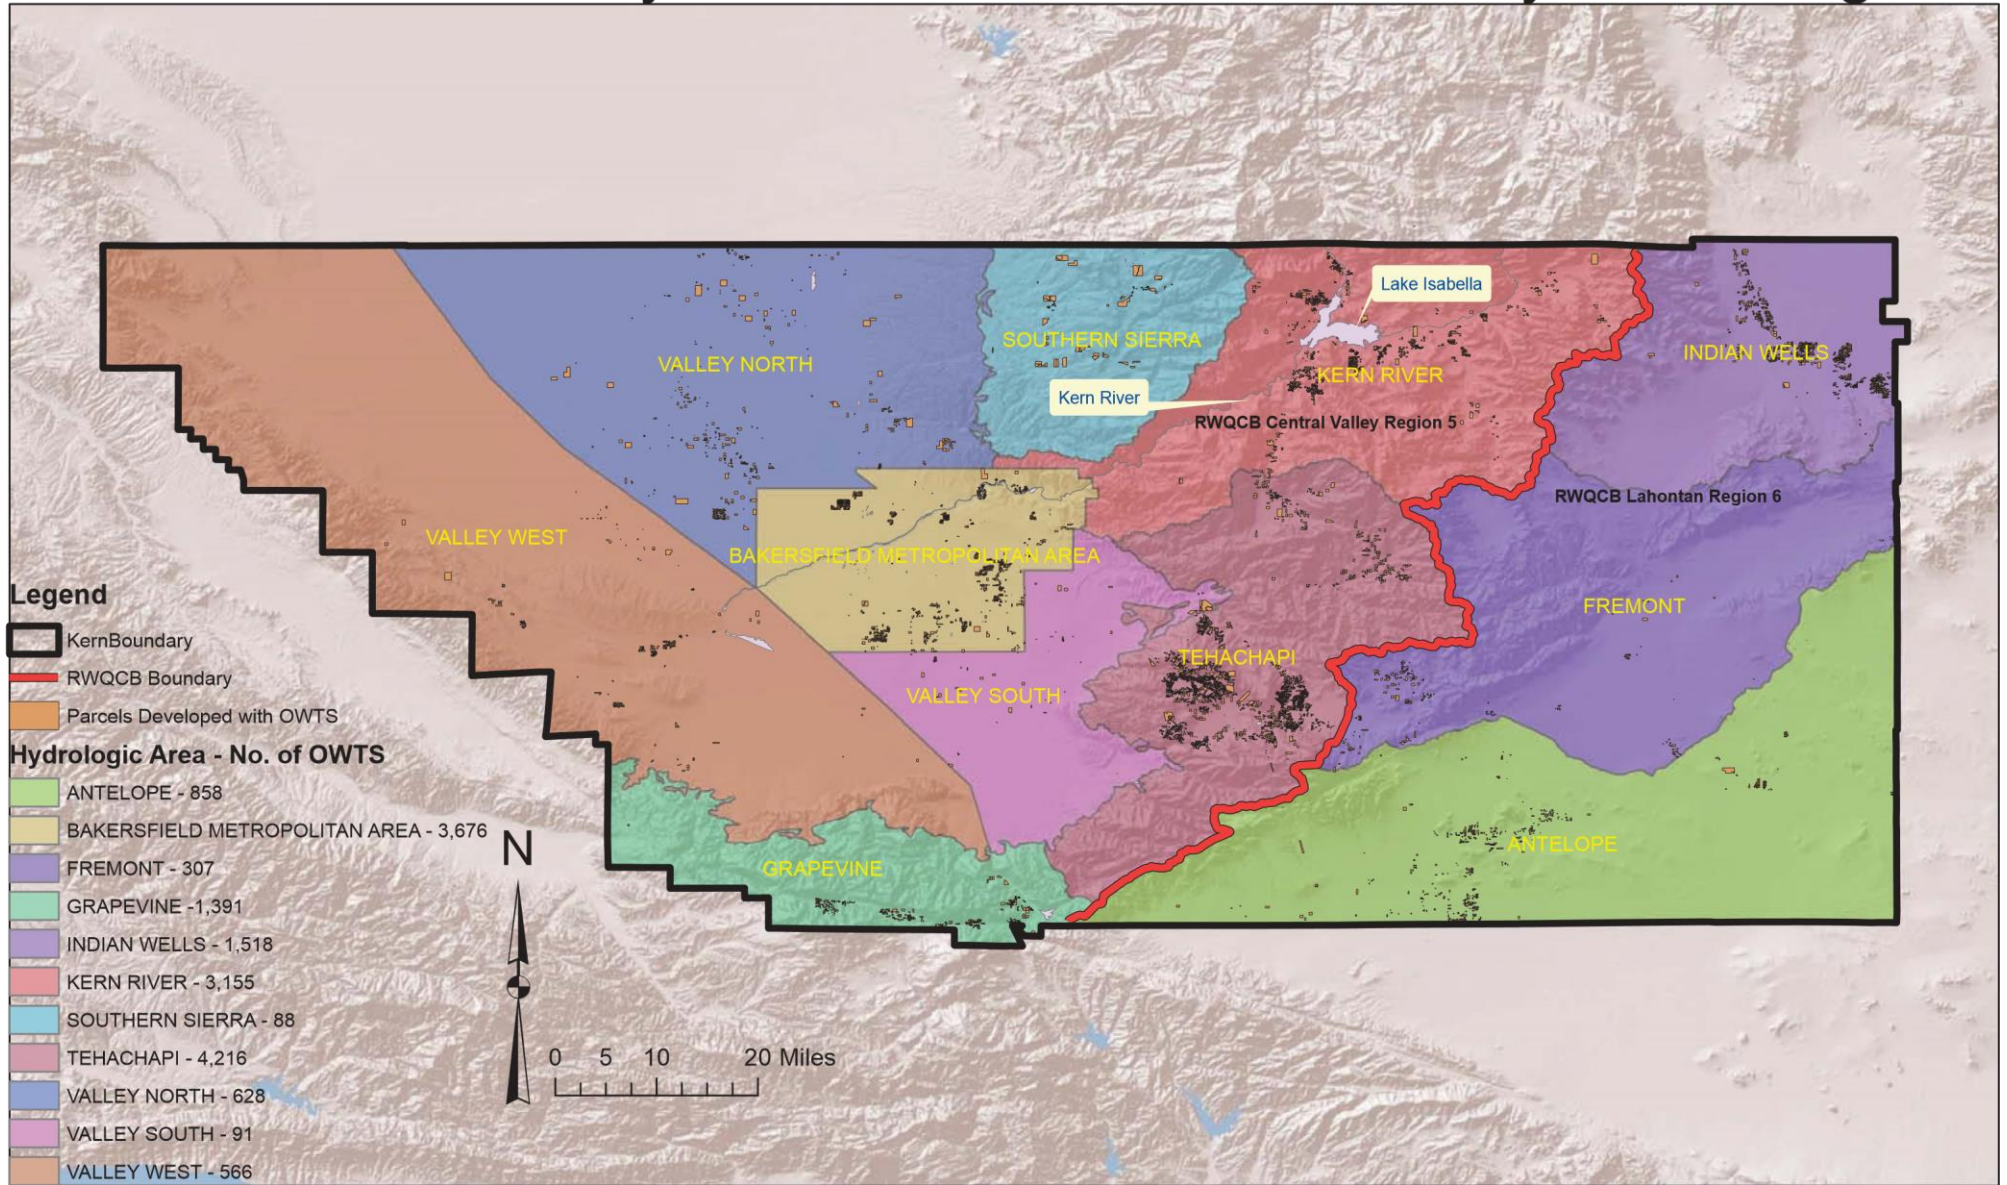 VALLEY NORTH
SOUTHERN SIERRA
Lake Isabella
KERN RIVER
INDIAN WELLS
Kern River
RWQCB Central Valley Region 5
RWQCB Lahontan Region 6
VALLEY WEST
BAKERSFIELD METROPOLITAN AREA
FREMONT
TEHACHAPI
VALLEY SOUTH
ANTELOPE
GRAPEVINE
Legend
KernBoundary
RWQCB Boundary
Parcels Developed with OWTS
Hydrologic Area - No. of OWTS
ANTELOPE - 858
BAKERSFIELD METROPOLITAN AREA - 3,676
FREMONT - 307
GRAPEVINE -1,391
INDIAN WELLS - 1,518
KERN RIVER - 3,155
SOUTHERN SIERRA - 88
TEHACHAPI - 4,216
VALLEY NORTH - 628
VALLEY SOUTH - 91
VALLEY WEST - 566
N
0 5 10 20 Miles